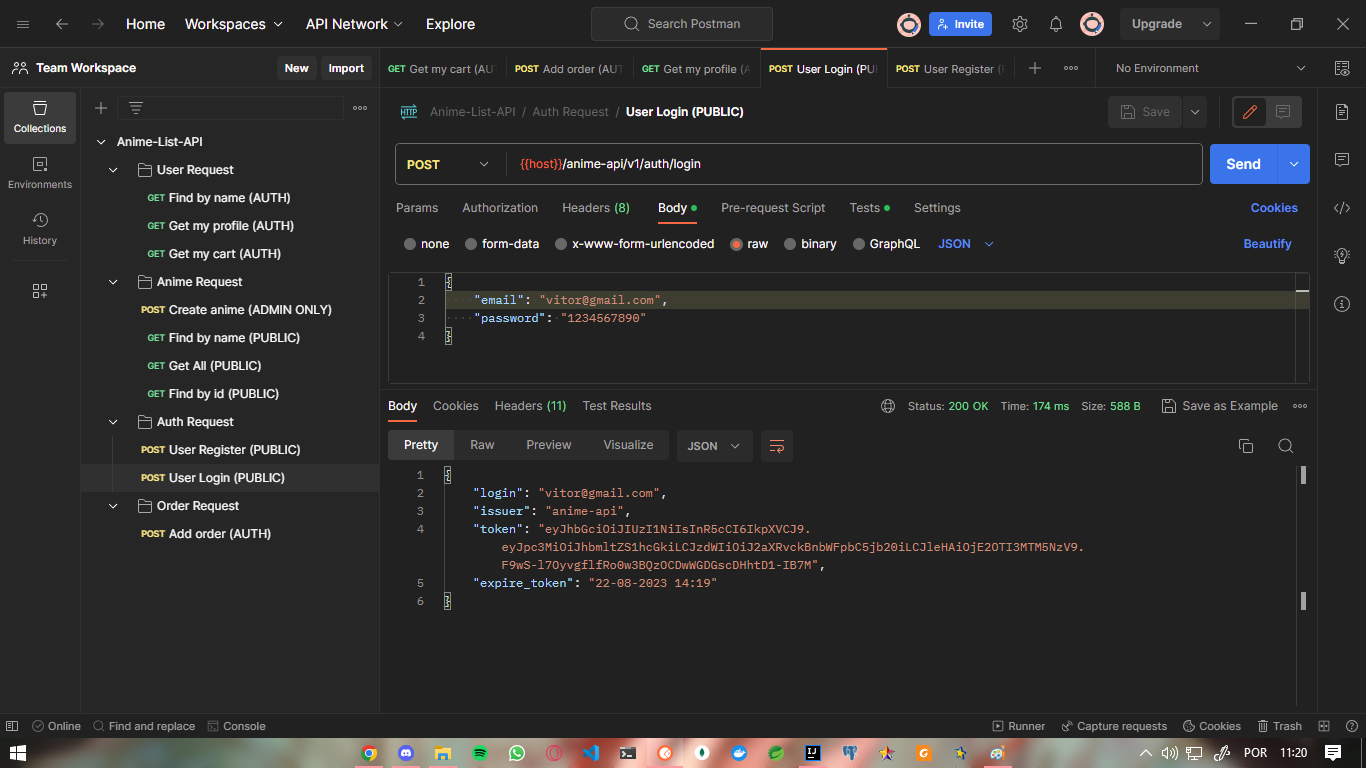 Home Workspaces API Network Explore Search Postman Invite Upgrade
Team Workspace New Import
GET Get my cart (AUT POST Add order (AUT GET Get my profile (A POST User Login (PU POST User Register ( No Environment
Collections
Environments
History
Anime-List-API
User Request
GET Find by name (AUTH)
GET Get my profile (AUTH)
GET Get my cart (AUTH)
Anime Request
POST Create anime (ADMIN ONLY)
GET Find by name (PUBLIC)
GET Get All (PUBLIC)
GET Find by id (PUBLIC)
Auth Request
POST User Register (PUBLIC)
POST User Login (PUBLIC)
Order Request
POST Add order (AUTH)
HTTP Anime-List-API / Auth Request / User Login (PUBLIC) Save
POST {{host}}/anime-api/v1/auth/login Send
Params Authorization Headers (8) Body Pre-request Script Tests Settings Cookies
none form-data x-www-form-urlencoded raw binary GraphQL JSON Beautify
1 {
2 "email": "vitor@gmail.com",
3 "password": "1234567890"
4 }
Body Cookies Headers (11) Test Results Status: 200 OK Time: 174 ms Size: 588 B Save as Example
Pretty Raw Preview Visualize JSON
1 {
2 "login": "vitor@gmail.com",
3 "issuer": "anime-api",
4 "token": "eyJhbGciOiJIUzI1NiIsInR5cCI6IkpXVCJ9.
eyJpc3MiOiJhbmltZS1hcGkiLCJzdWIiOiJ2aXRvckBnbWFpbC5jb20iLCJleHAiOjE2OTI3MTM5NzV9.
F9wS-l7OyvgflfRo0w3BQzOCDwWGDGscDHhtD1-IB7M",
5 "expire_token": "22-08-2023 14:19"
6 }
Online Find and replace Console Runner Capture requests Cookies Trash
POR 11:20